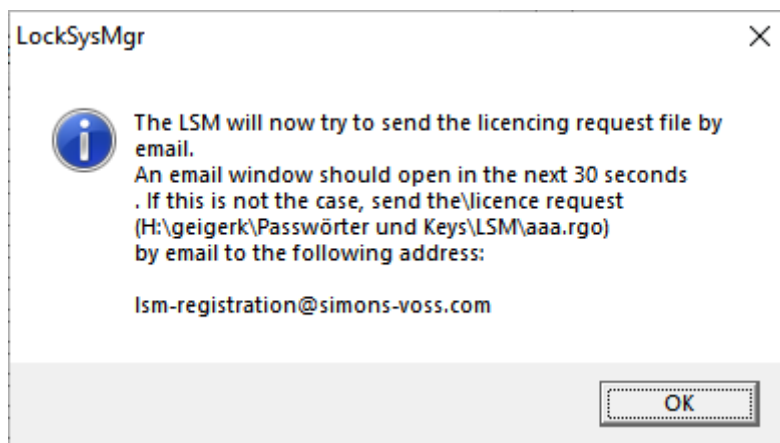 LockSysMgr
The LSM will now try to send the licencing request file by
email.
An email window should open in the next 30 seconds
. If this is not the case, send the\licence request
(H:\geigerk\Passwörter und Keys\LSM\aaa.rgo)
by email to the following address:
lsm-registration@simons-voss.com
OK